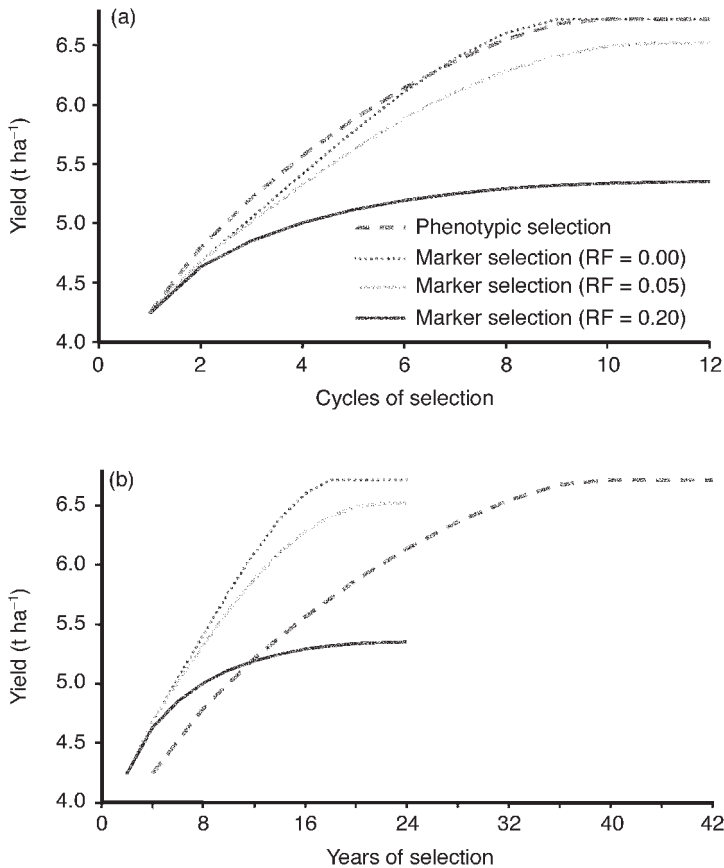 (a)
6.5
6.0
5.5
5.0
4.5
4.0
Yield (t ha⁻¹)
Phenotypic selection
Marker selection (RF = 0.00)
Marker selection (RF = 0.05)
Marker selection (RF = 0.20)
0 2 4 6 8 10 12
Cycles of selection
(b)
6.5
6.0
5.5
5.0
4.5
4.0
Yield (t ha⁻¹)
0 8 16 24 32 42
Years of selection